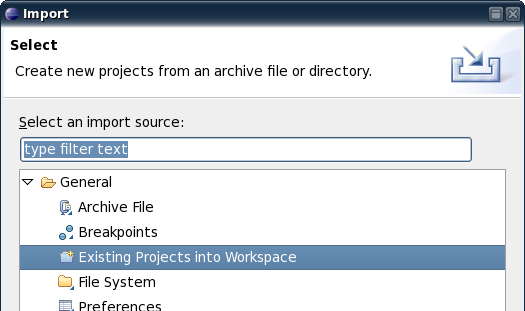 Import
Select
Create new projects from an archive file or directory.
Select an import source:
type filter text
General
Archive File
Breakpoints
Existing Projects into Workspace
File System
Preferences